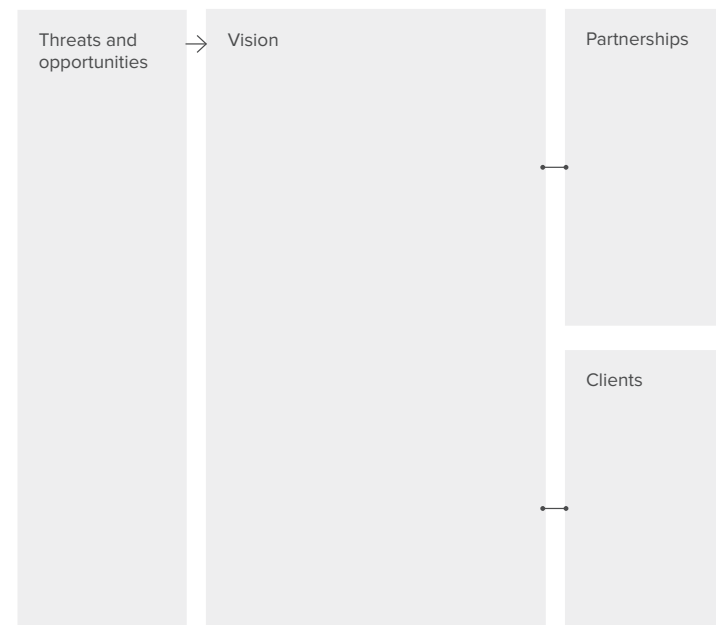 Threats and
opportunities
Vision
Partnerships
Clients